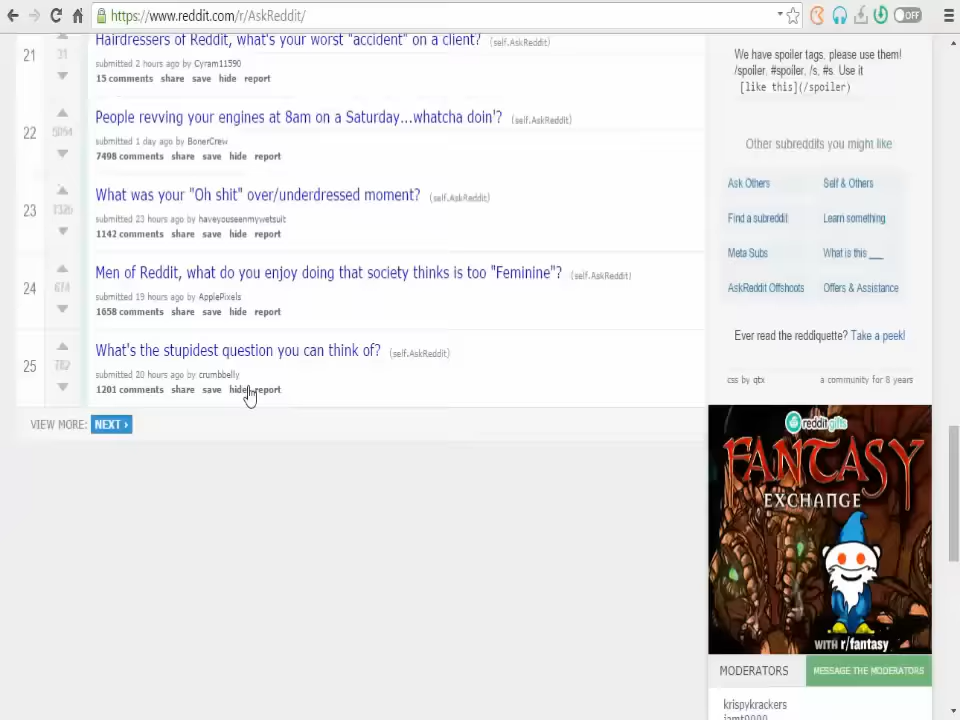 https://www.reddit.com/r/AskReddit/
OFF
21
31
Hairdressers of Reddit, what's your worst "accident" on a client? (self.AskReddit)
submitted 2 hours ago by Cyram11590
15 comments share save hide report
22
5054
People revving your engines at 8am on a Saturday...whatcha doin'? (self.AskReddit)
submitted 1 day ago by BonerCrew
7498 comments share save hide report
23
1326
What was your "Oh shit" over/underdressed moment? (self.AskReddit)
submitted 23 hours ago by haveyouseenmywetsuit
1142 comments share save hide report
24
674
Men of Reddit, what do you enjoy doing that society thinks is too "Feminine"? (self.AskReddit)
submitted 19 hours ago by ApplePixels
1658 comments share save hide report
25
782
What's the stupidest question you can think of? (self.AskReddit)
submitted 20 hours ago by crumbbelly
1201 comments share save hide report
VIEW MORE: NEXT ›
We have spoiler tags, please use them!
/spoiler, #spoiler, /s, #s. Use it
[like this](/spoiler)
Other subreddits you might like
Ask Others Self & Others
Find a subreddit Learn something
Meta Subs What is this ___
AskReddit Offshoots Offers & Assistance
Ever read the reddiquette? Take a peek!
css by qtx a community for 8 years
redditgifts
FANTASY
EXCHANGE
WITH r/fantasy
MODERATORS MESSAGE THE MODERATORS
krispykrackers